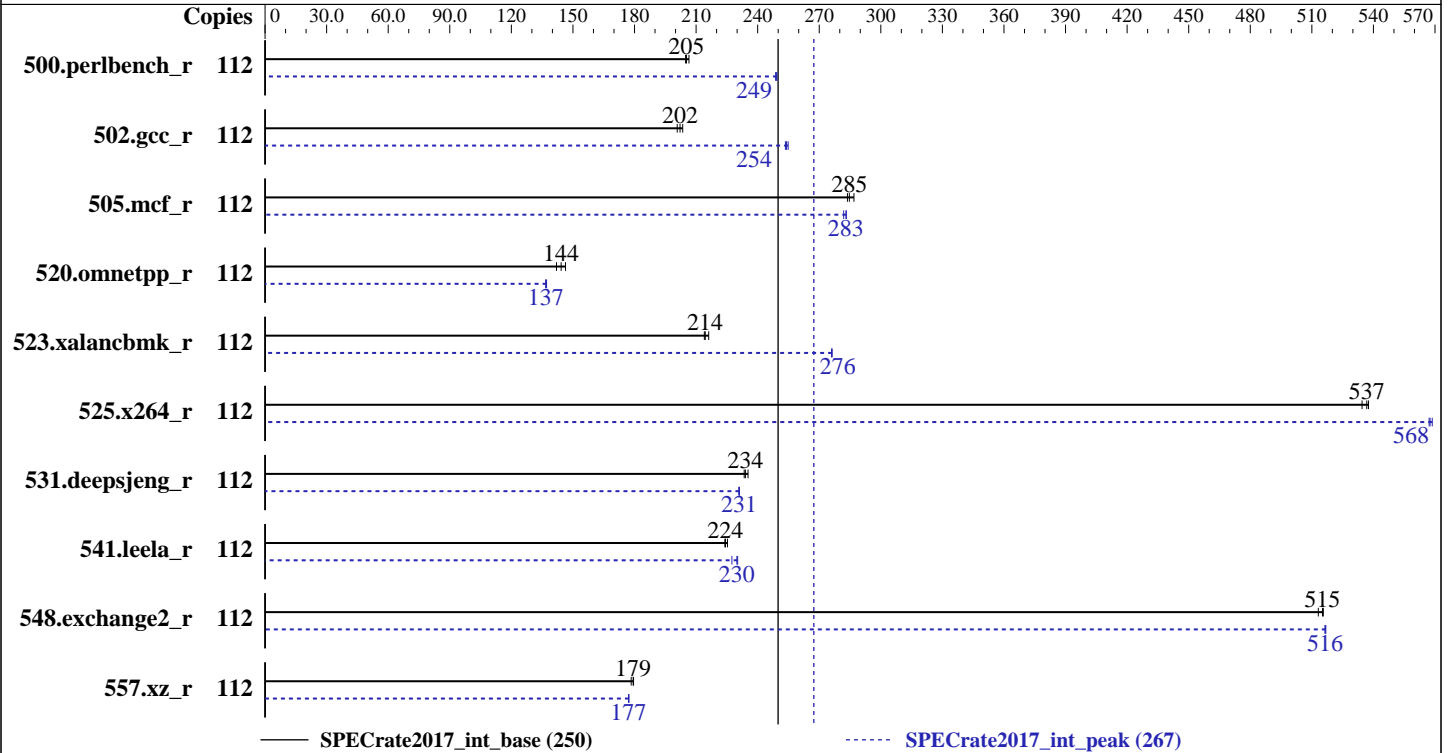 Copies 0 30.0 60.0 90.0 120 150 180 210 240 270 300 330 360 390 420 450 480 510 540 570
205
500.perlbench_r 112
249
202
502.gcc_r 112
254
285
505.mcf_r 112
283
144
520.omnetpp_r 112
137
214
523.xalancbmk_r 112
276
537
525.x264_r 112
568
234
531.deepsjeng_r 112
231
224
541.leela_r 112
230
515
548.exchange2_r 112
516
179
557.xz_r 112
177
SPECrate2017_int_base (250) SPECrate2017_int_peak (267)